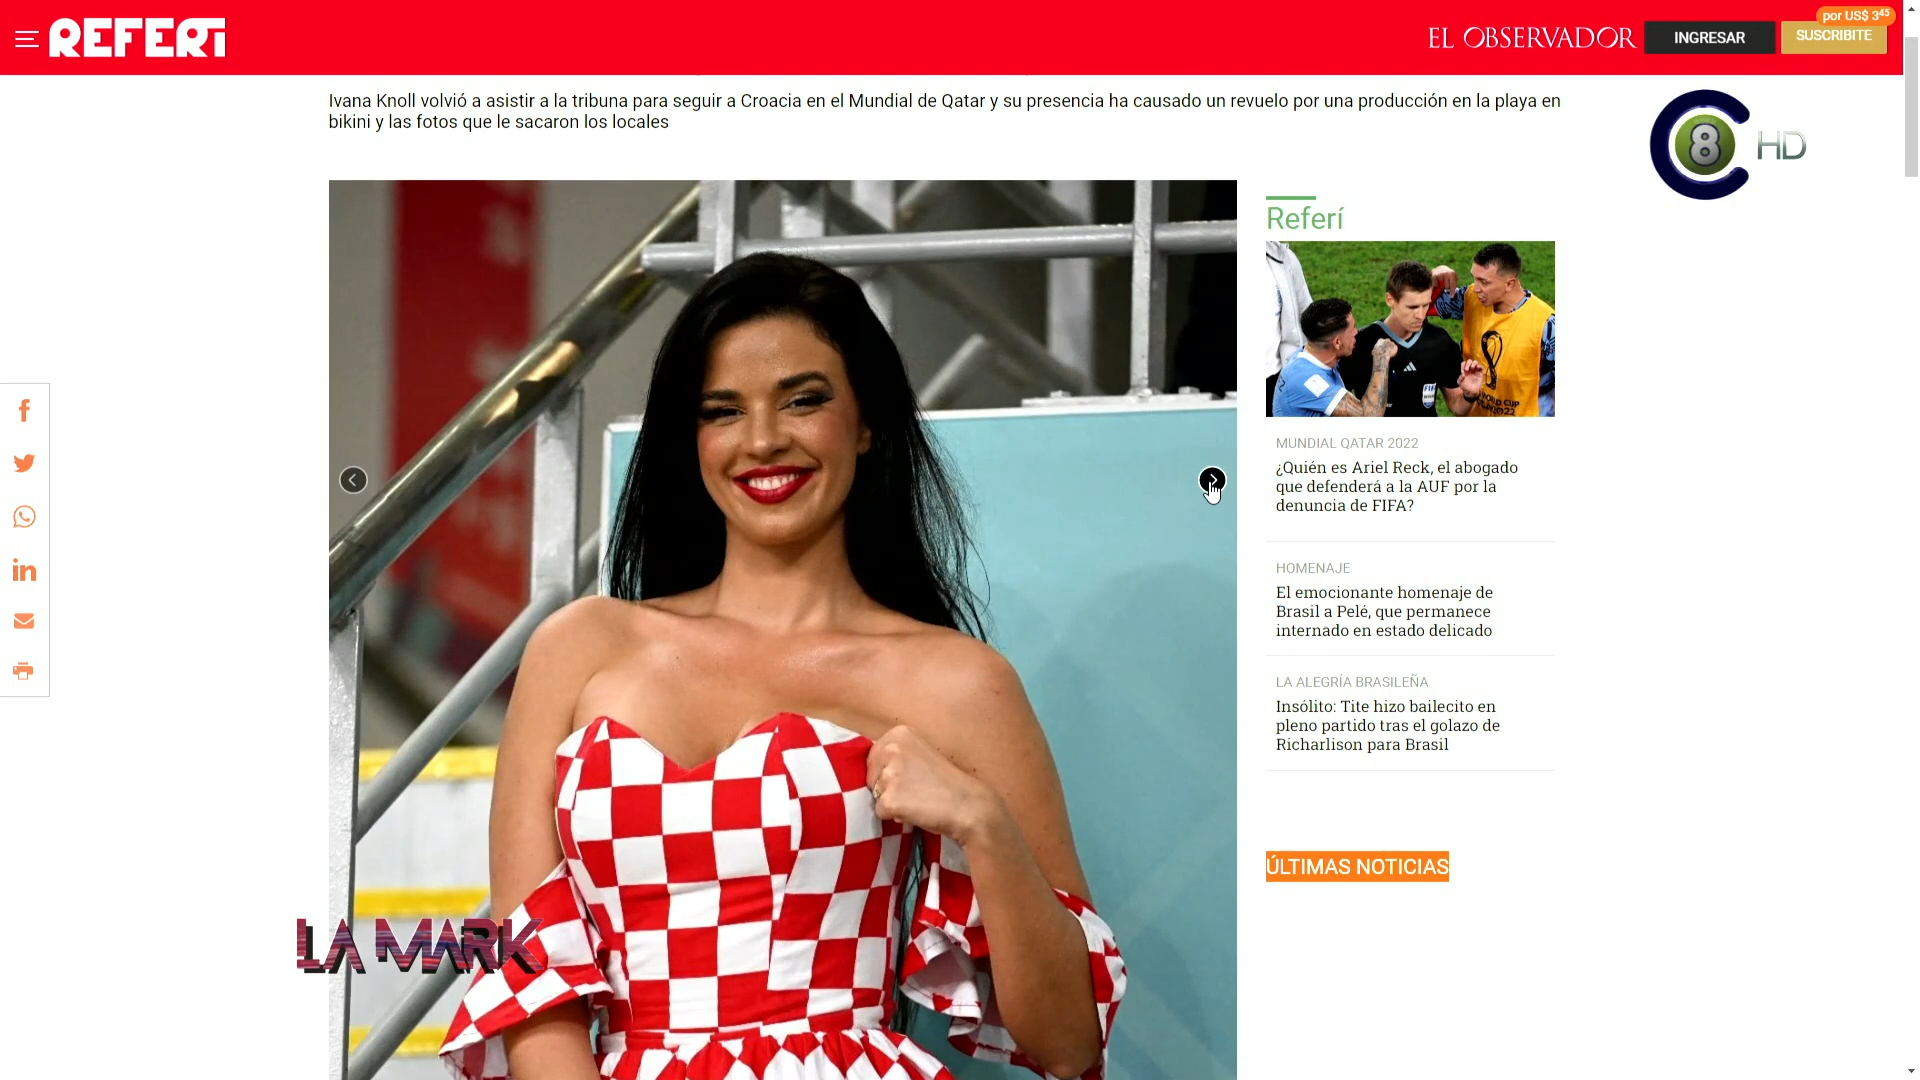 REFERÍ
EL OBSERVADOR
INGRESAR
por US$ 3⁴⁵
SUSCRIBITE
Ivana Knoll volvió a asistir a la tribuna para seguir a Croacia en el Mundial de Qatar y su presencia ha causado un revuelo por una producción en la playa en
bikini y las fotos que le sacaron los locales
8 HD
Referí
FIFA
WORLD CUP
MUNDIAL QATAR 2022
¿Quién es Ariel Reck, el abogado
que defenderá a la AUF por la
denuncia de FIFA?
HOMENAJE
El emocionante homenaje de
Brasil a Pelé, que permanece
internado en estado delicado
LA ALEGRÍA BRASILEÑA
Insólito: Tite hizo bailecito en
pleno partido tras el golazo de
Richarlison para Brasil
ÚLTIMAS NOTICIAS
LA MARK